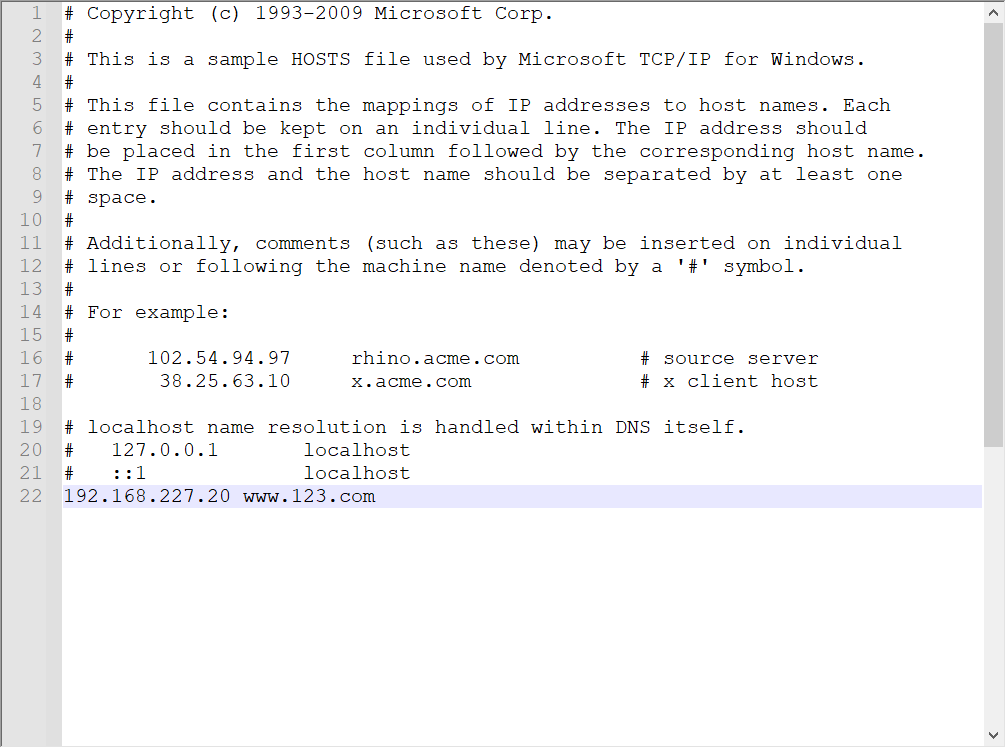 1 # Copyright (c) 1993-2009 Microsoft Corp.
2 #
3 # This is a sample HOSTS file used by Microsoft TCP/IP for Windows.
4 #
5 # This file contains the mappings of IP addresses to host names. Each
6 # entry should be kept on an individual line. The IP address should
7 # be placed in the first column followed by the corresponding host name.
8 # The IP address and the host name should be separated by at least one
9 # space.
10 #
11 # Additionally, comments (such as these) may be inserted on individual
12 # lines or following the machine name denoted by a '#' symbol.
13 #
14 # For example:
15 #
16 #      102.54.94.97     rhino.acme.com          # source server
17 #       38.25.63.10     x.acme.com              # x client host
18
19 # localhost name resolution is handled within DNS itself.
20 #   127.0.0.1       localhost
21 #   ::1             localhost
22 192.168.227.20 www.123.com